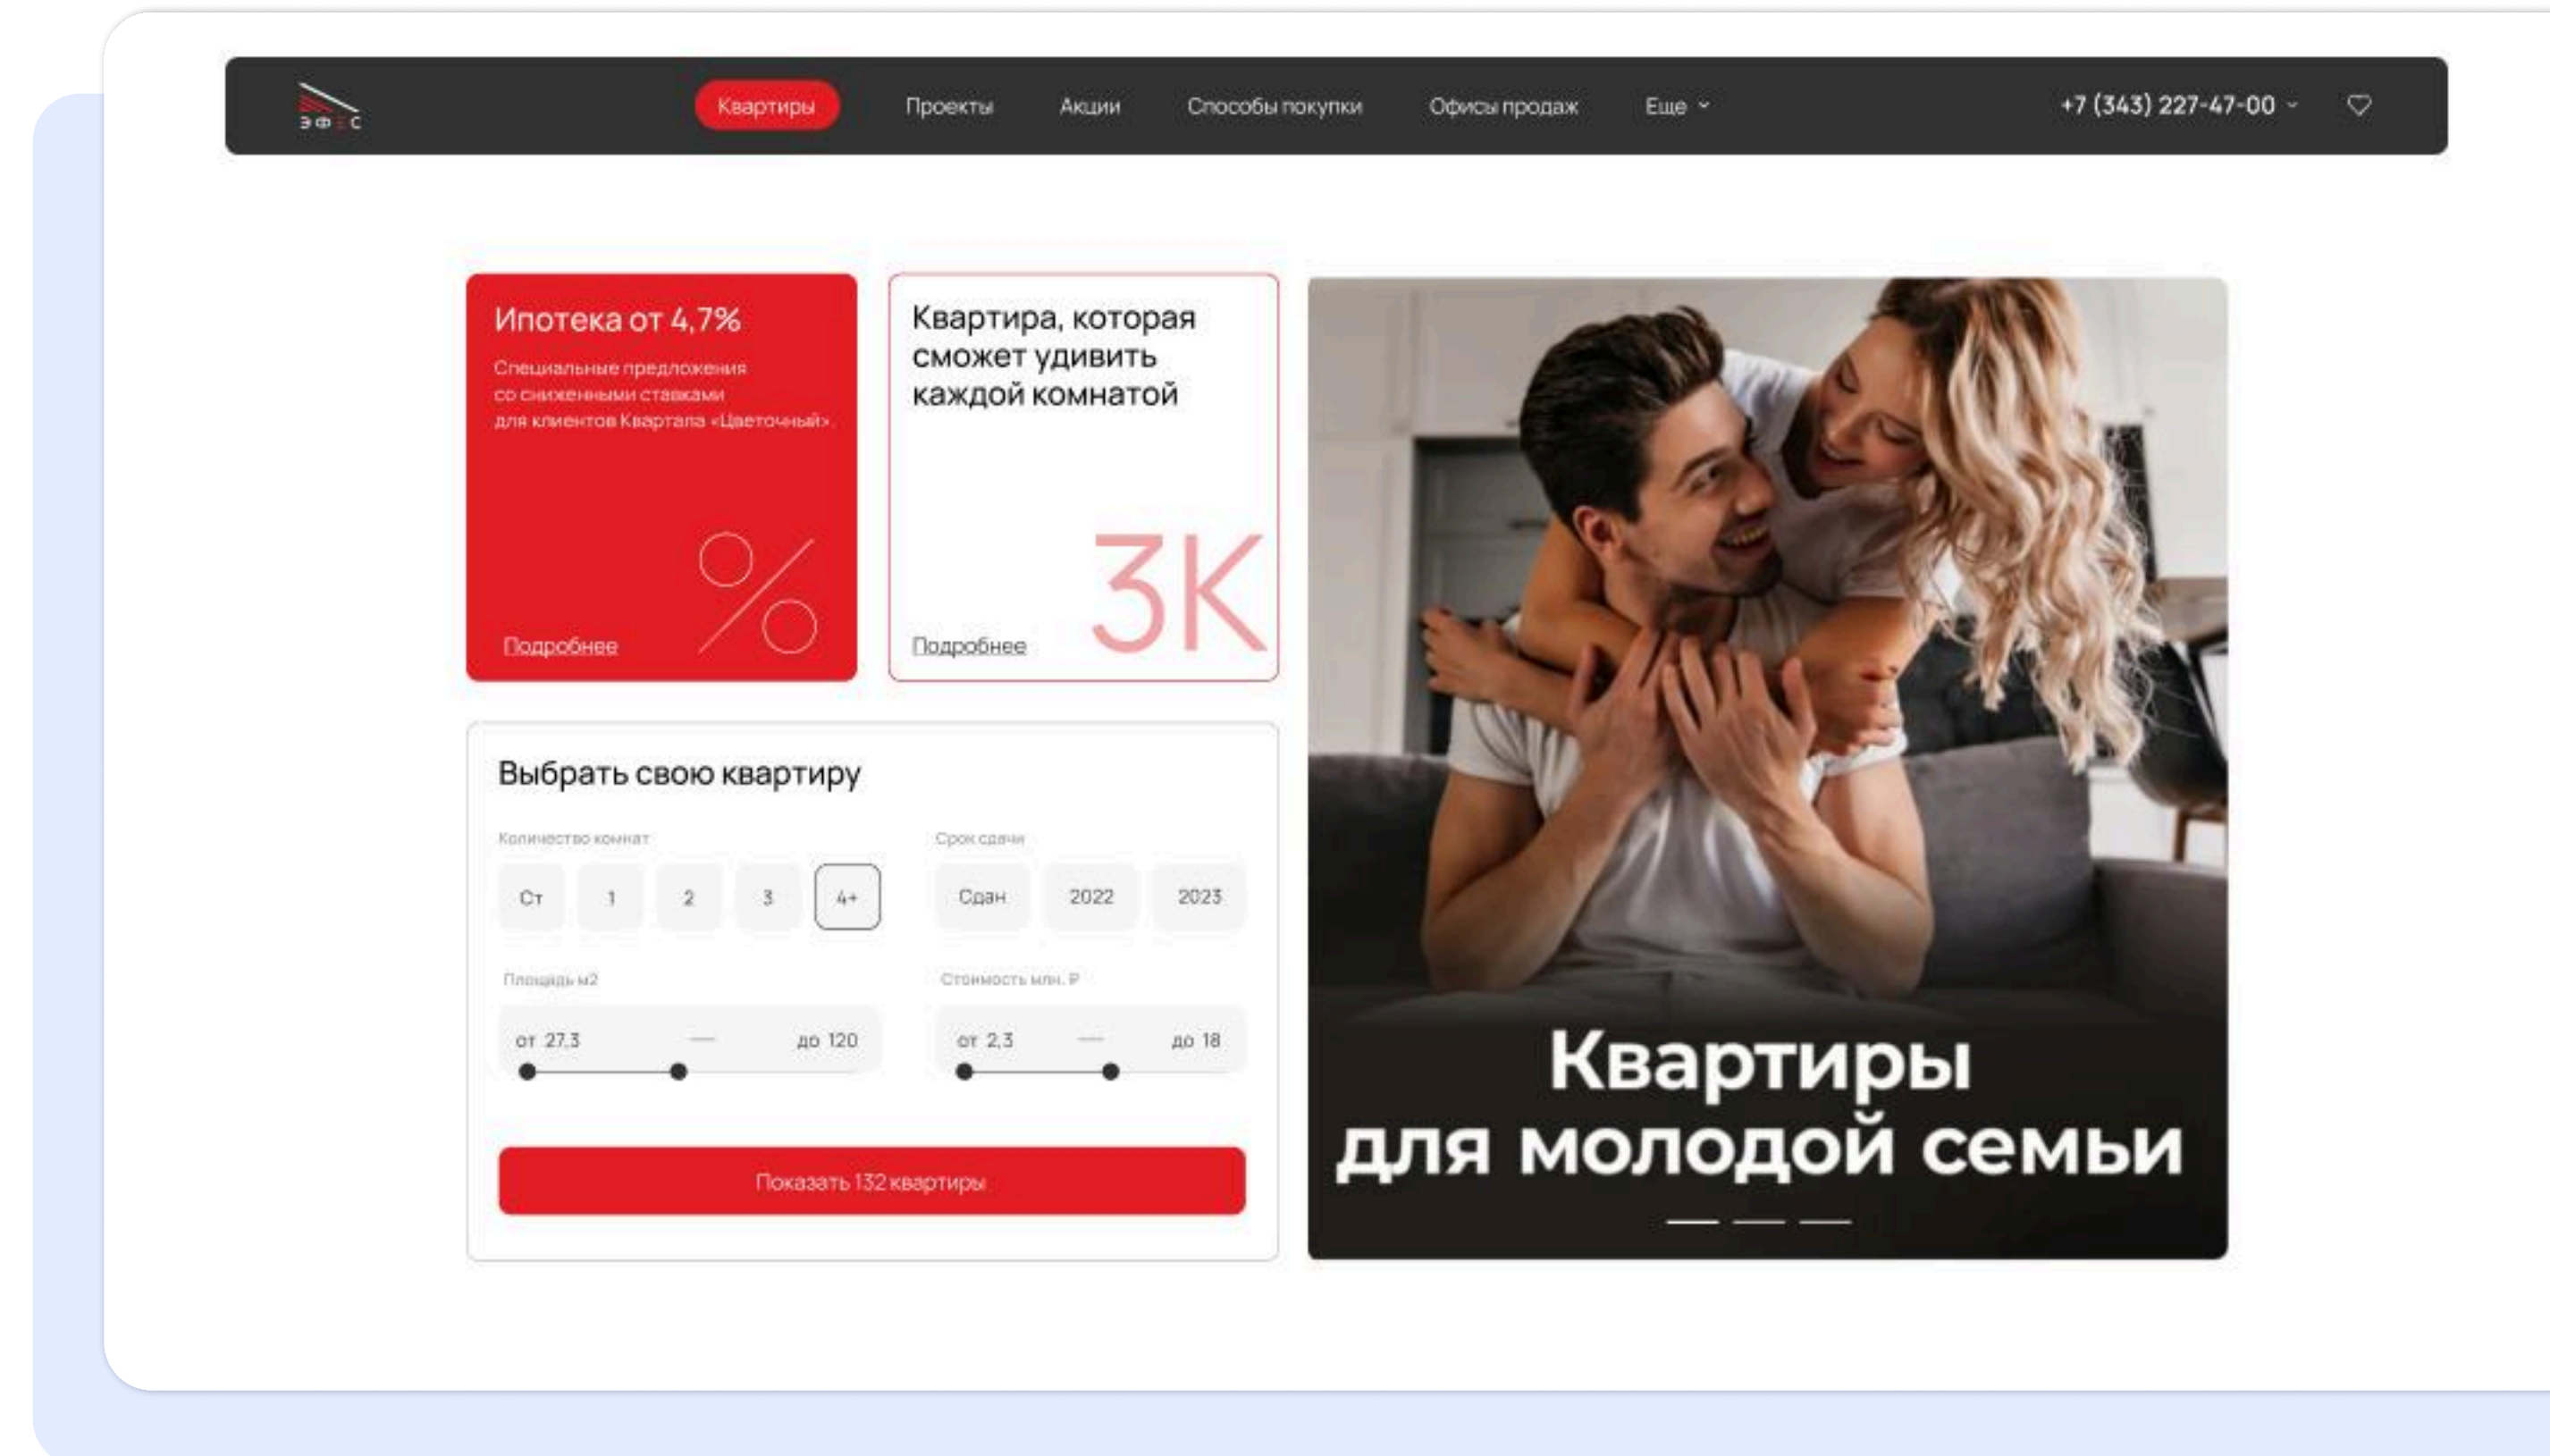 ЭФЕС
Квартиры
Проекты
Акции
Способы покупки
Офисы продаж
Еще
+7 (343) 227-47-00
Ипотека от 4,7%
Специальные предложения
со сниженными ставками
для клиентов Квартала «Цветочный».
%
Подробнее
Квартира, которая
сможет удивить
каждой комнатой
3К
Подробнее
Выбрать свою квартиру
Количество комнат
Ст
1
2
3
4+
Срок сдачи
Сдан
2022
2023
Площадь м2
от 27,3 — до 120
Стоимость млн. ₽
от 2,3 — до 18
Показать 132 квартиры
Квартиры
для молодой семьи